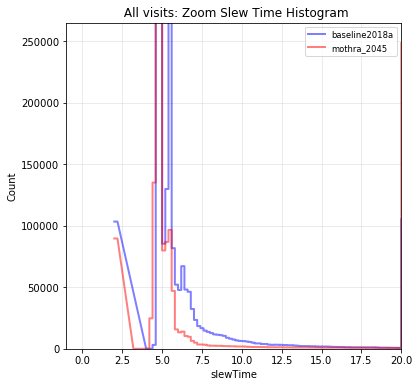 All visits: Zoom Slew Time Histogram
baseline2018a
mothra_2045
250000
200000
150000
100000
50000
0
Count
0.0 2.5 5.0 7.5 10.0 12.5 15.0 17.5 20.0
slewTime